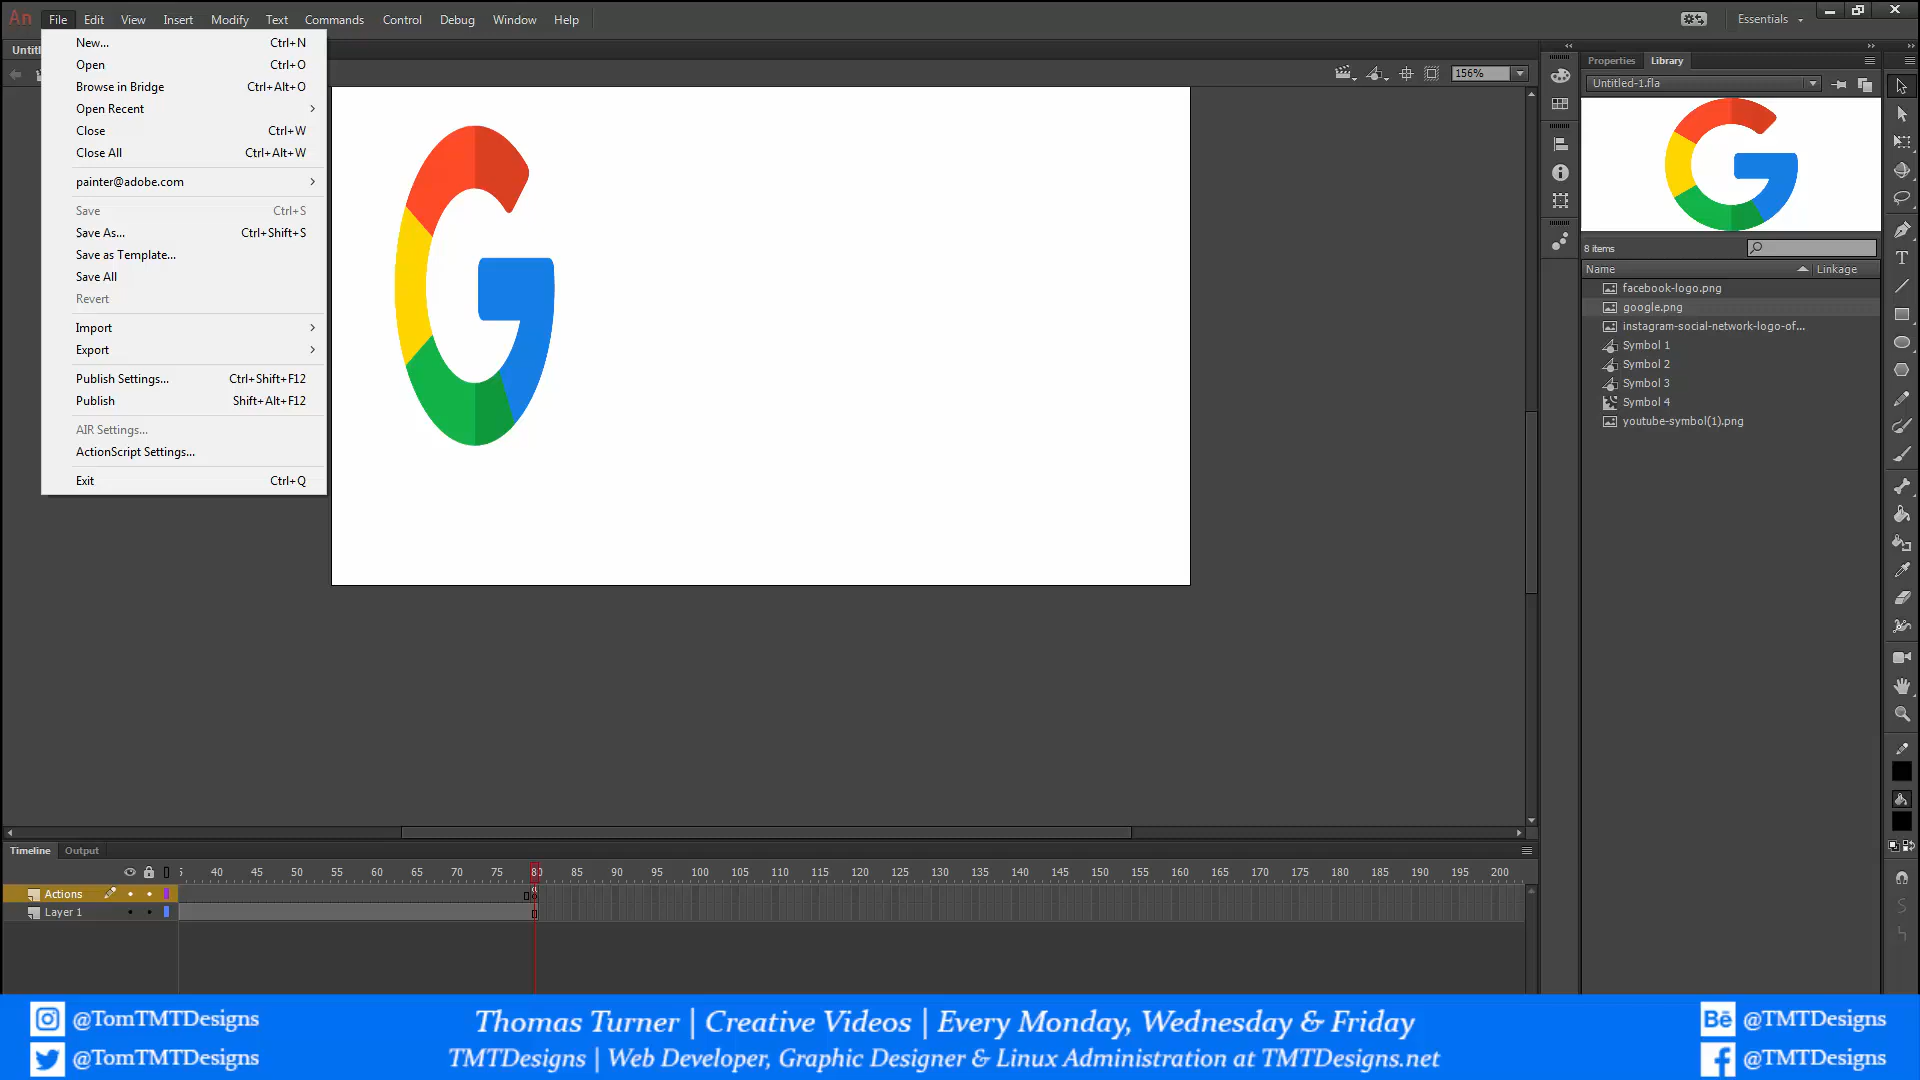 An File Edit View Insert Modify Text Commands Control Debug Window Help Essentials
New... Ctrl+N
Open Ctrl+O
Browse in Bridge Ctrl+Alt+O
Open Recent
Close Ctrl+W
Close All Ctrl+Alt+W
painter@adobe.com
Save Ctrl+S
Save As... Ctrl+Shift+S
Save as Template...
Save All
Revert
Import
Export
Publish Settings... Ctrl+Shift+F12
Publish Shift+Alt+F12
AIR Settings...
ActionScript Settings...
Exit Ctrl+Q
156%
Properties Library
Untitled-1.fla
8 items
Name Linkage
facebook-logo.png
google.png
instagram-social-network-logo-of...
Symbol 1
Symbol 2
Symbol 3
Symbol 4
youtube-symbol(1).png
Timeline Output
40 45 50 55 60 65 70 75 80 85 90 95 100 105 110 115 120 125 130 135 140 145 150 155 160 165 170 175 180 185 190 195 200
Actions
Layer 1
@TomTMTDesigns
@TomTMTDesigns
Thomas Turner | Creative Videos | Every Monday, Wednesday & Friday
TMTDesigns | Web Developer, Graphic Designer & Linux Administration at TMTDesigns.net
Bē @TMTDesigns
@TMTDesigns